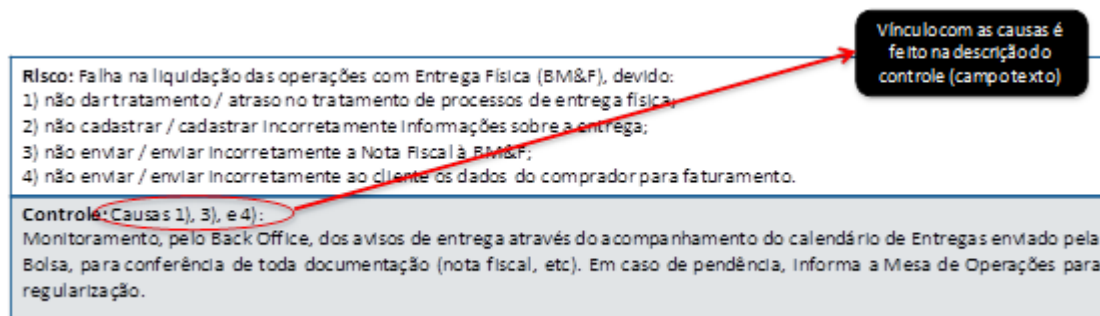 Vínculo com as causas é
feito na descrição do
controle (campo texto)
Risco: Falha na liquidação das operações com Entrega Física (BM&F), devido:
1) não dar tratamento / atraso no tratamento de processos de entrega física;
2) não cadastrar / cadastrar incorretamente informações sobre a entrega;
3) não enviar / enviar incorretamente a Nota Fiscal à BM&F;
4) não enviar / enviar incorretamente ao cliente os dados do comprador para faturamento.
Controle: Causas 1), 3), e 4):
Monitoramento, pelo Back Office, dos avisos de entrega através do acompanhamento do calendário de Entregas enviado pela
Bolsa, para conferência de toda documentação (nota fiscal, etc). Em caso de pendência, informa a Mesa de Operações para
regularização.